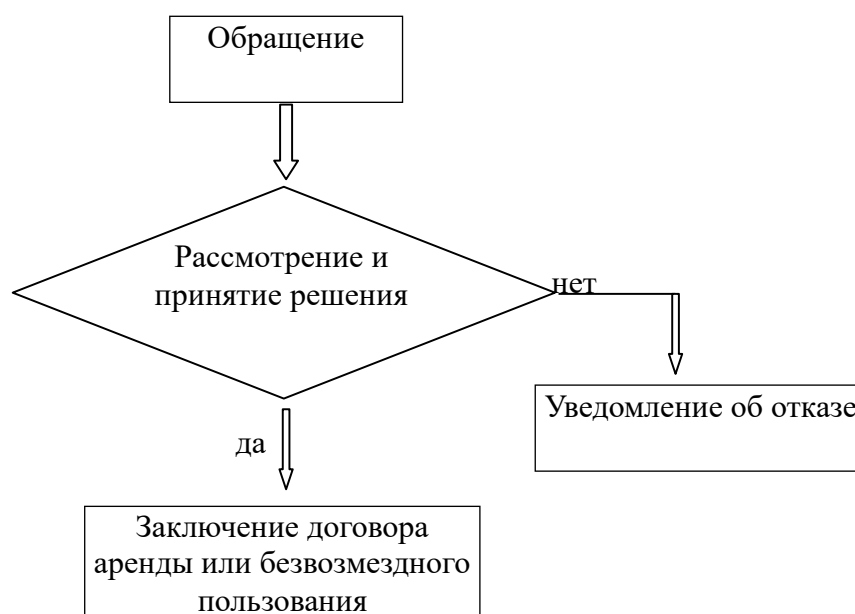 Обращение
Рассмотрение и
принятие решения
нет
Уведомление об отказе
да
Заключение договора
аренды или безвозмездного
пользования